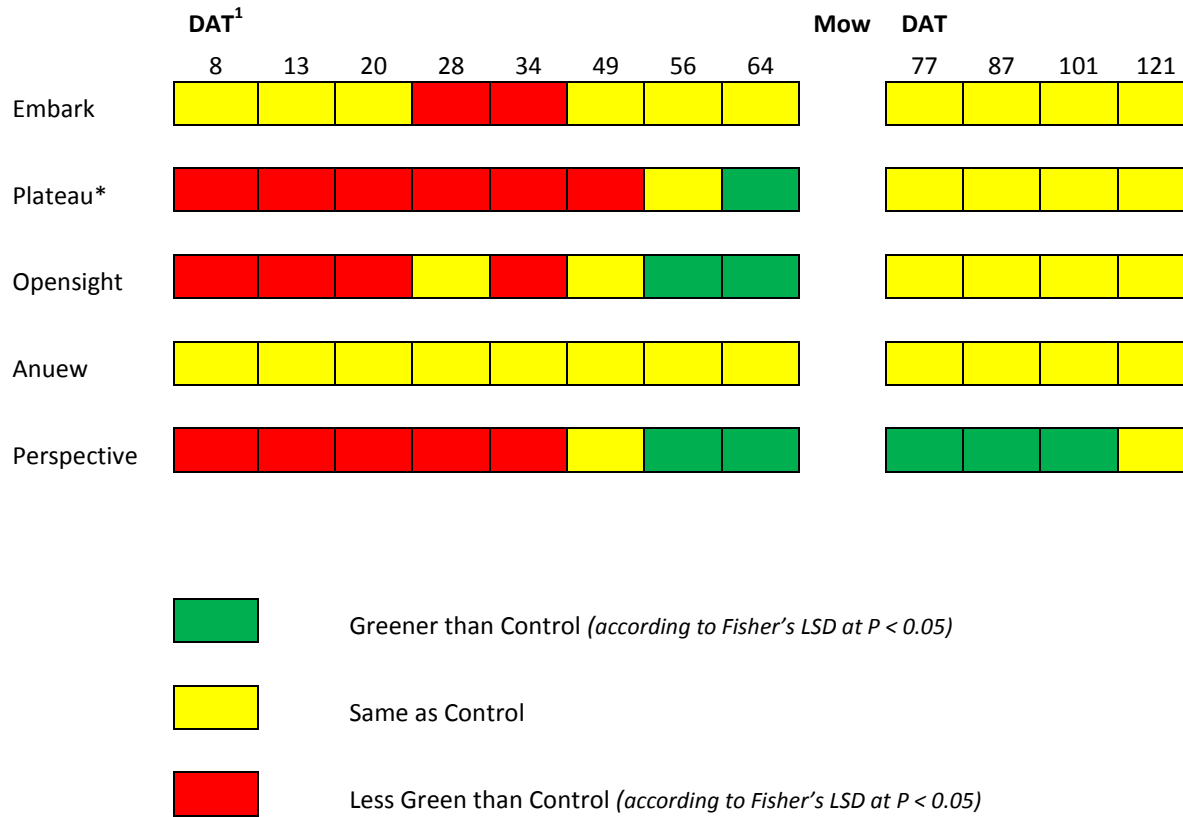 DAT¹ Mow DAT
8 13 20 28 34 49 56 64 77 87 101 121
Embark
Plateau*
Opensight
Anuew
Perspective
Greener than Control (according to Fisher’s LSD at P < 0.05)
Same as Control
Less Green than Control (according to Fisher’s LSD at P < 0.05)